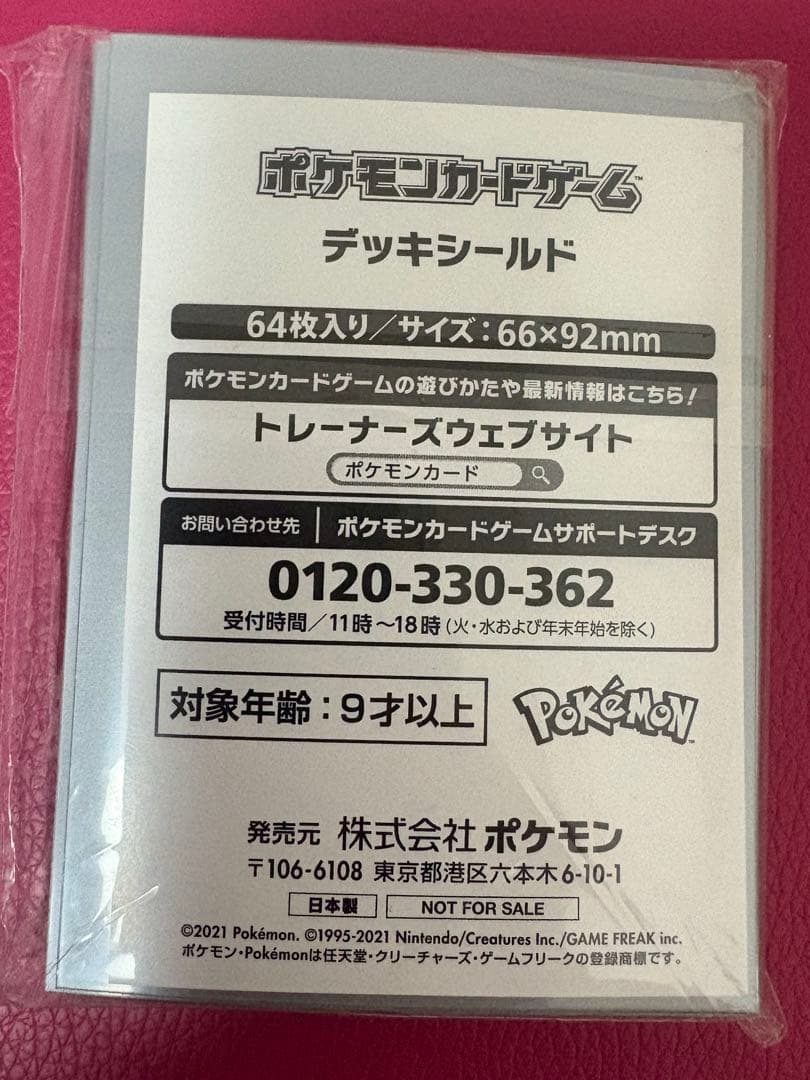 ポケモンカードゲーム™
デッキシールド
64枚入り／サイズ：66×92mm
ポケモンカードゲームの遊びかたや最新情報はこちら！
トレーナーズウェブサイト
ポケモンカード
お問い合わせ先｜ポケモンカードゲームサポートデスク
0120-330-362
受付時間／11時〜18時（火・水および年末年始を除く）
対象年齢：9才以上
Pokémon™
発売元 株式会社 ポケモン
〒106-6108 東京都港区六本木6-10-1
日本製 NOT FOR SALE
©2021 Pokémon. ©1995-2021 Nintendo/Creatures Inc./GAME FREAK inc.
ポケモン・Pokémonは任天堂・クリーチャーズ・ゲームフリークの登録商標です。